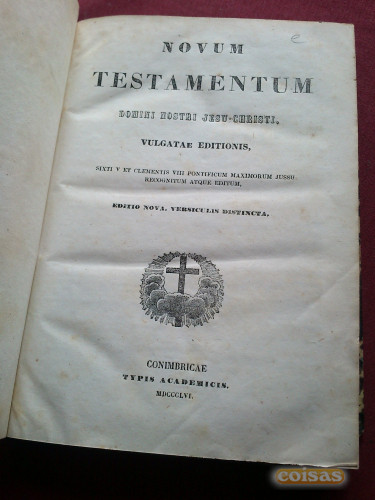 e
NOVUM
TESTAMENTUM
DOMINI NOSTRI JESU-CHRISTI,
VULGATAE EDITIONIS,
SIXTI V ET CLEMENTIS VIII PONTIFICUM MAXIMORUM JUSSU
RECOGNITUM ATQUE EDITUM,
EDITIO NOVA, VERSICULIS DISTINCTA.
CONIMBRICAE
TYPIS ACADEMICIS.
MDCCCLVI.
coisas